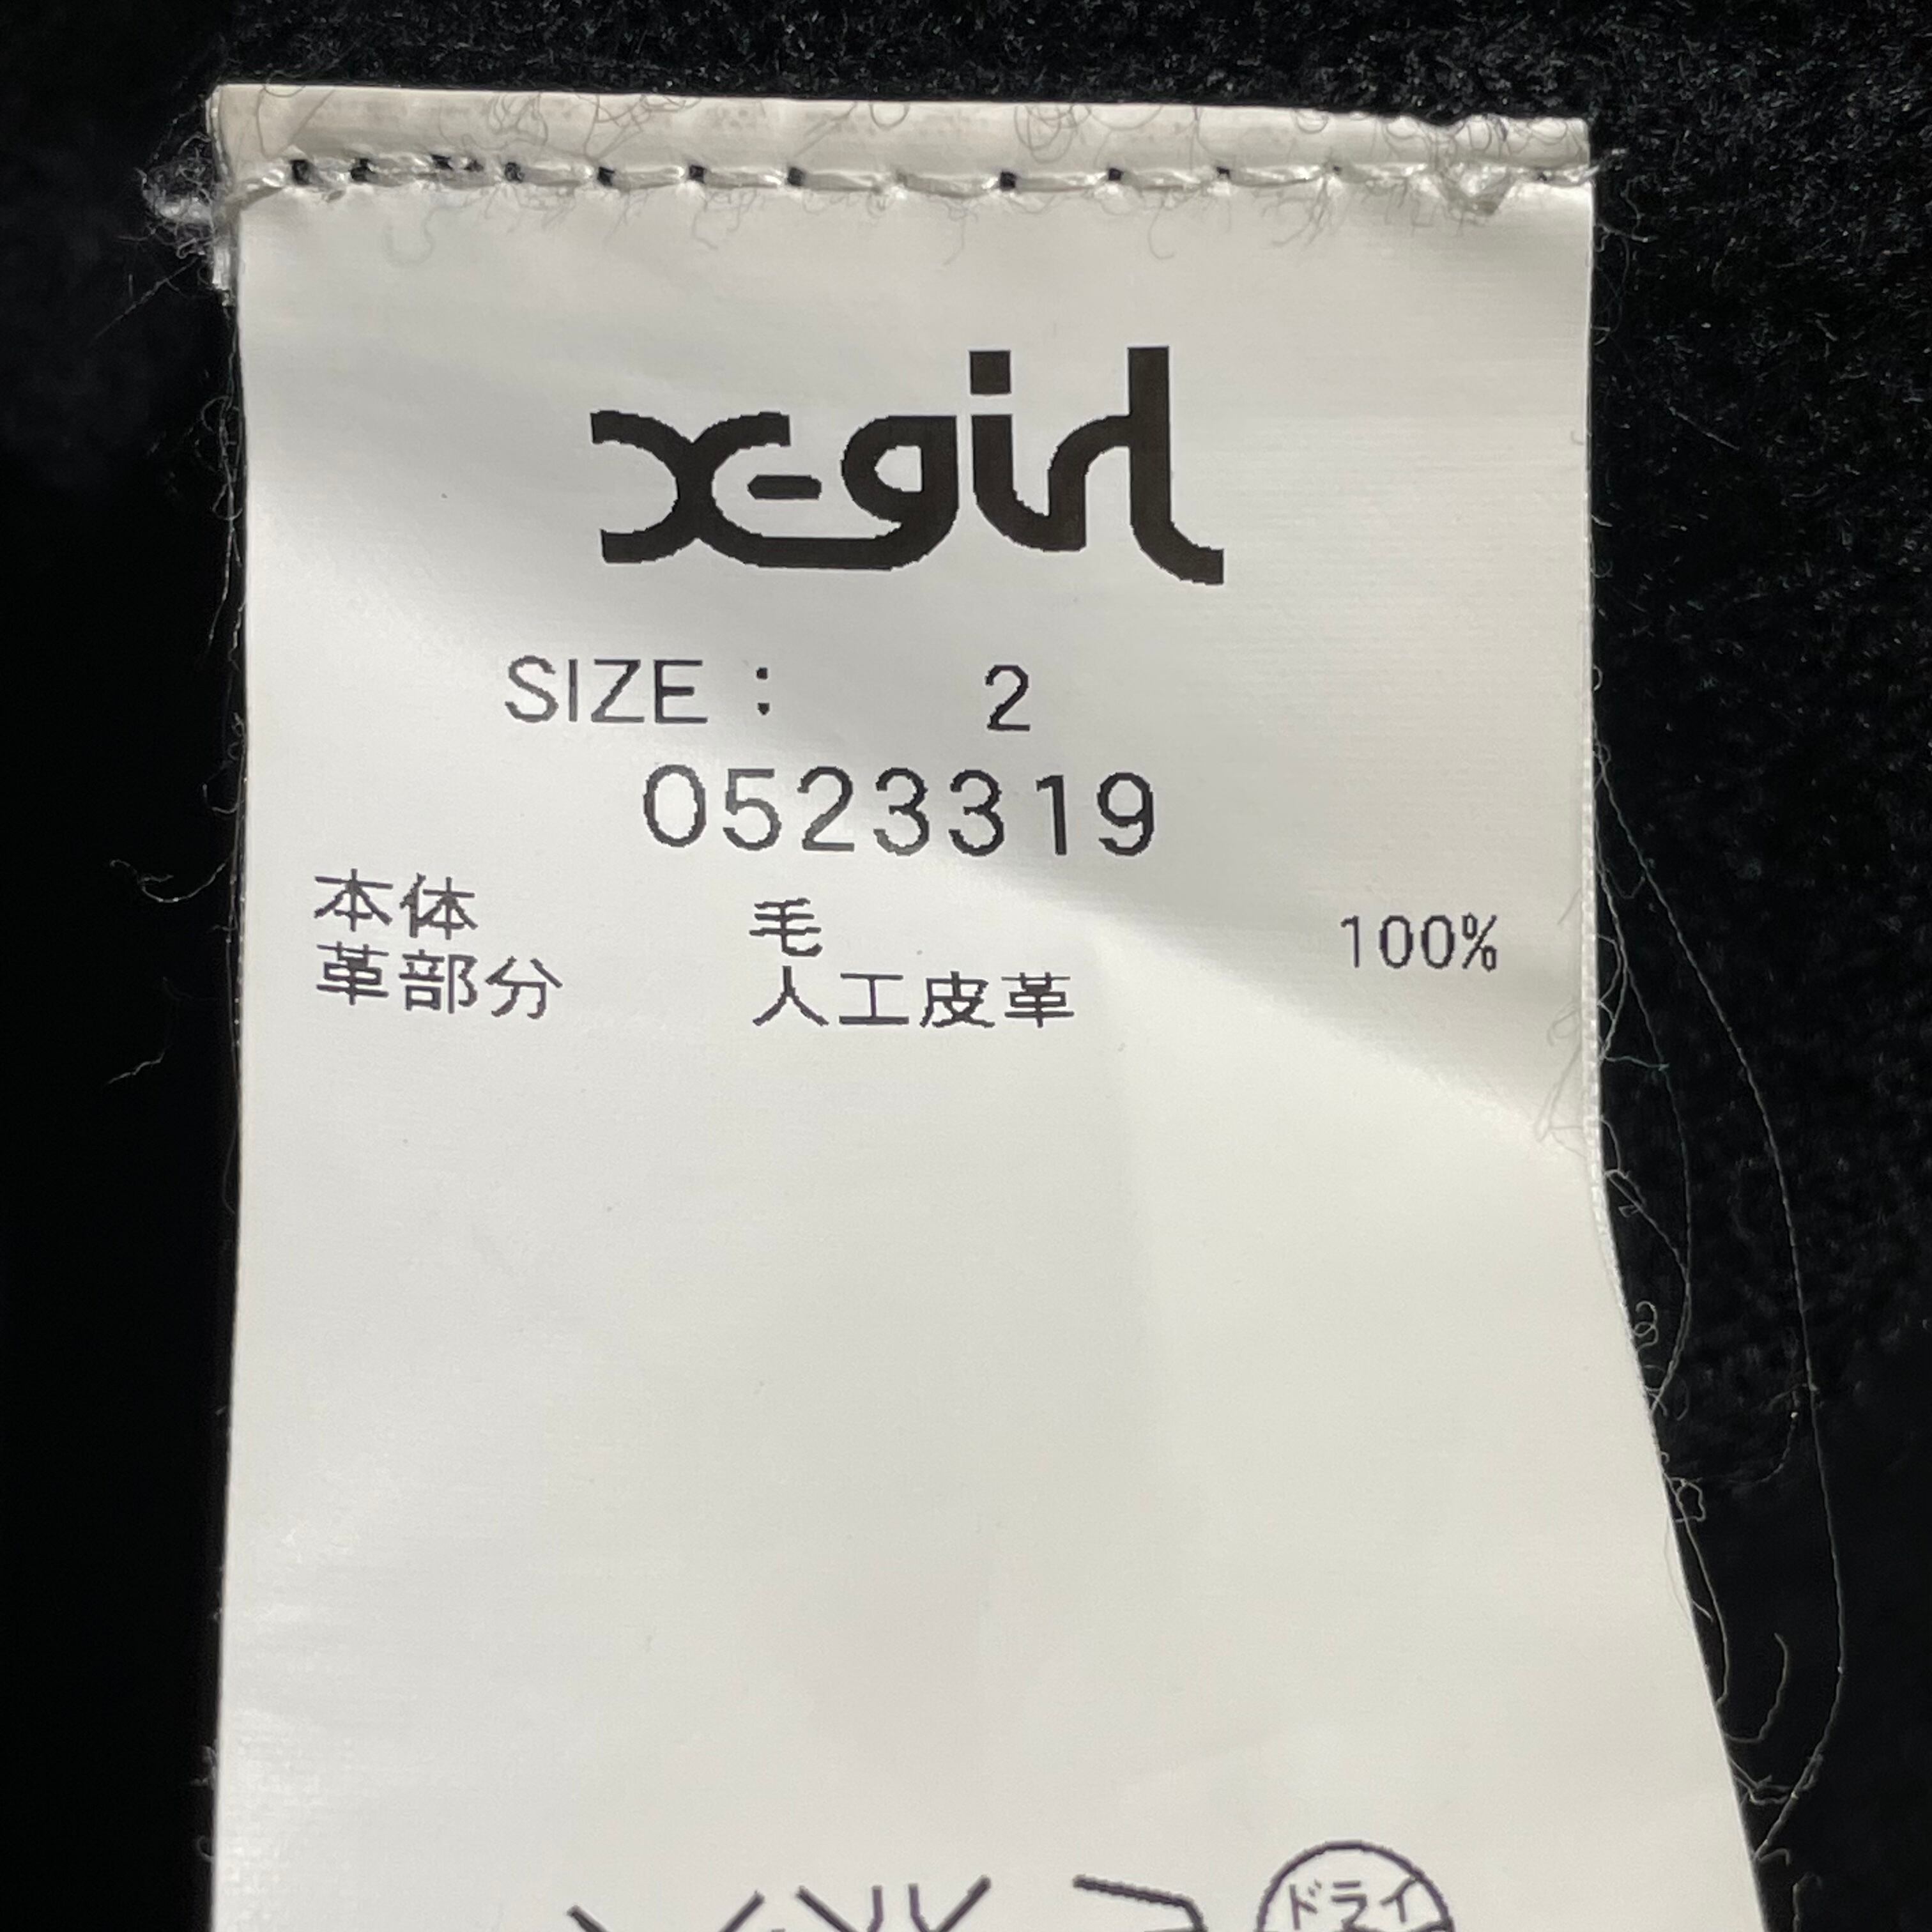 x-girl
SIZE : 2
0523319
本体 毛 100%
革部分 人工皮革
ドライ